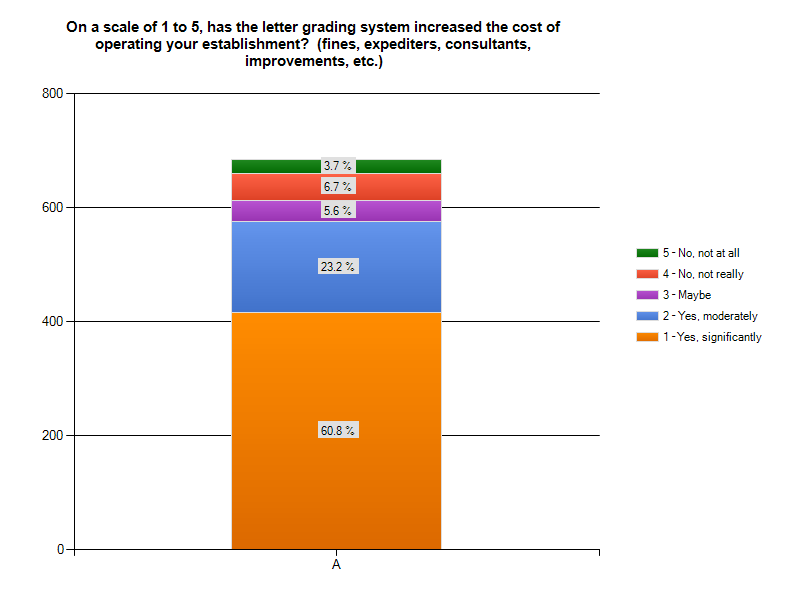 On a scale of 1 to 5, has the letter grading system increased the cost of
operating your establishment?  (fines, expediters, consultants,
improvements, etc.)
800
600
400
200
0
3.7 %
6.7 %
5.6 %
23.2 %
60.8 %
A
5 - No, not at all
4 - No, not really
3 - Maybe
2 - Yes, moderately
1 - Yes, significantly